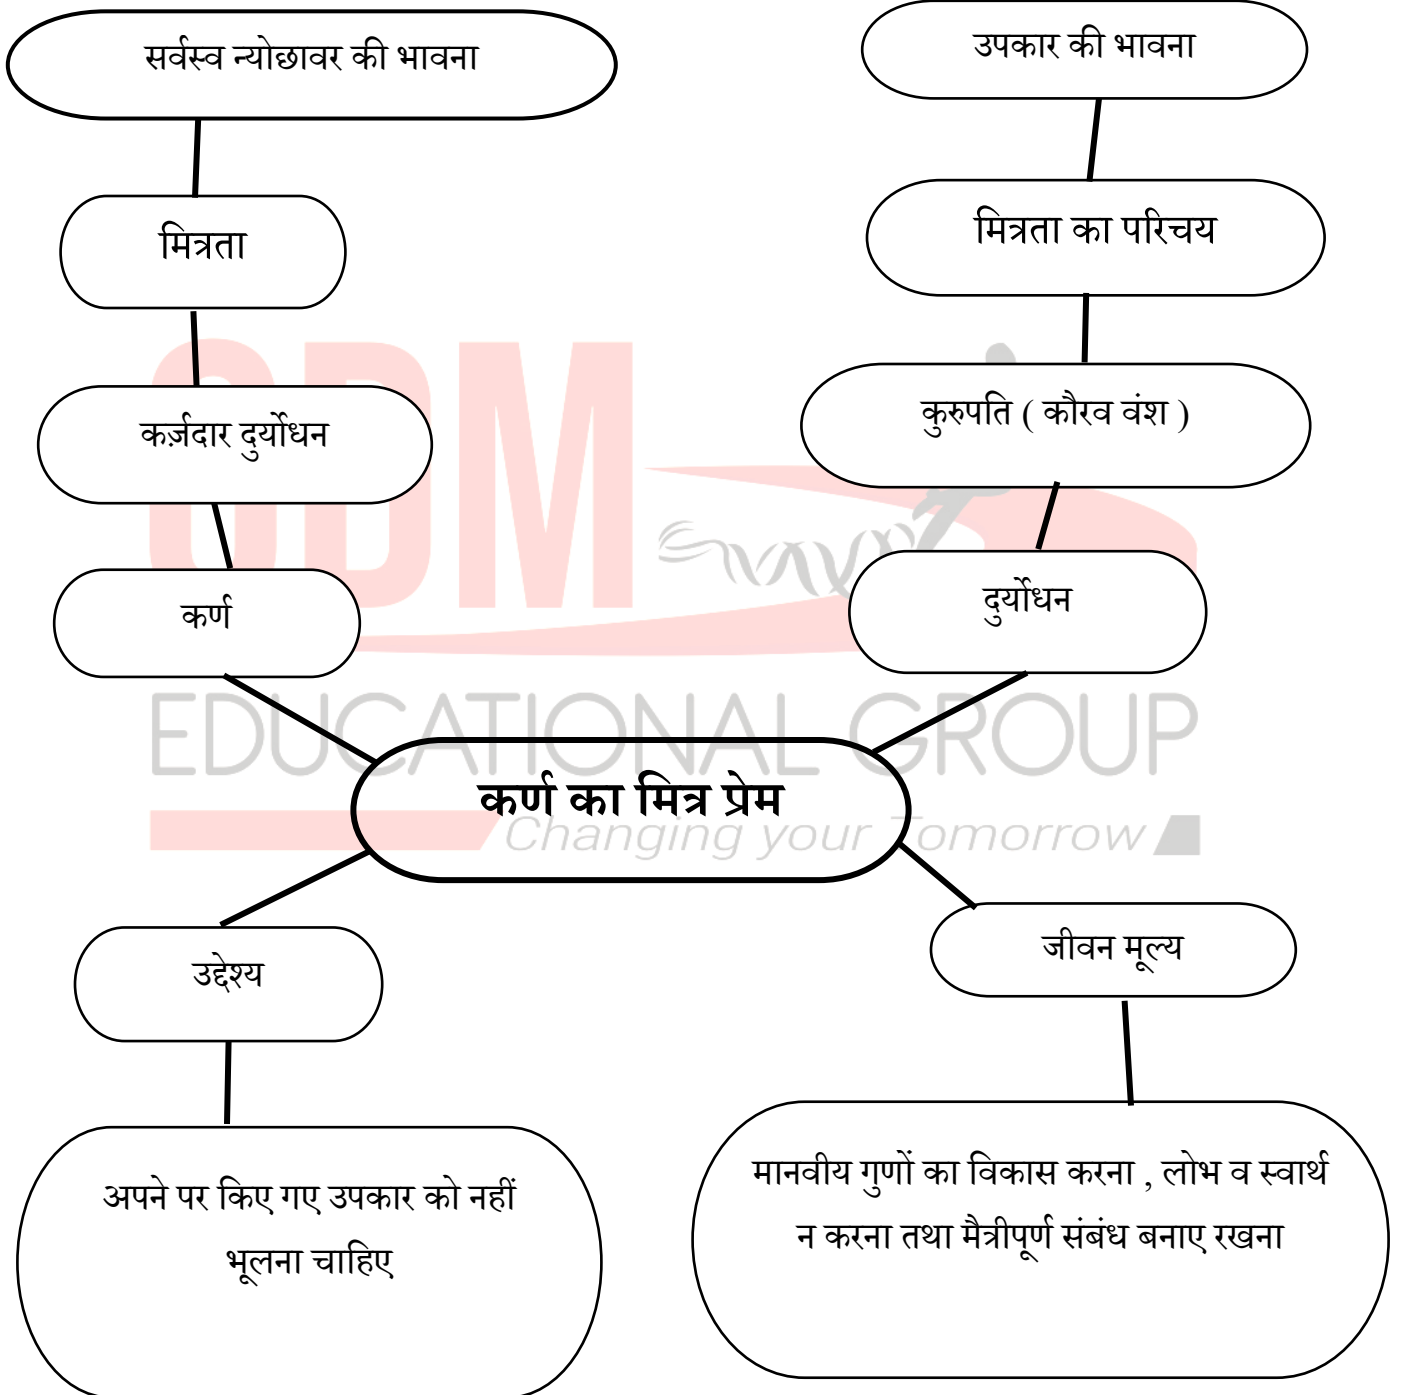 सर्वस्व न्योछावर की भावना
उपकार की भावना
मित्रता
मित्रता का परिचय
कर्ज़दार दुर्योधन
कुरुपति ( कौरव वंश )
कर्ण
दुर्योधन
ODM
EDUCATIONAL GROUP
Changing your Tomorrow
कर्ण का मित्र प्रेम
उद्देश्य
जीवन मूल्य
अपने पर किए गए उपकार को नहीं
भूलना चाहिए
मानवीय गुणों का विकास करना , लोभ व स्वार्थ
न करना तथा मैत्रीपूर्ण संबंध बनाए रखना